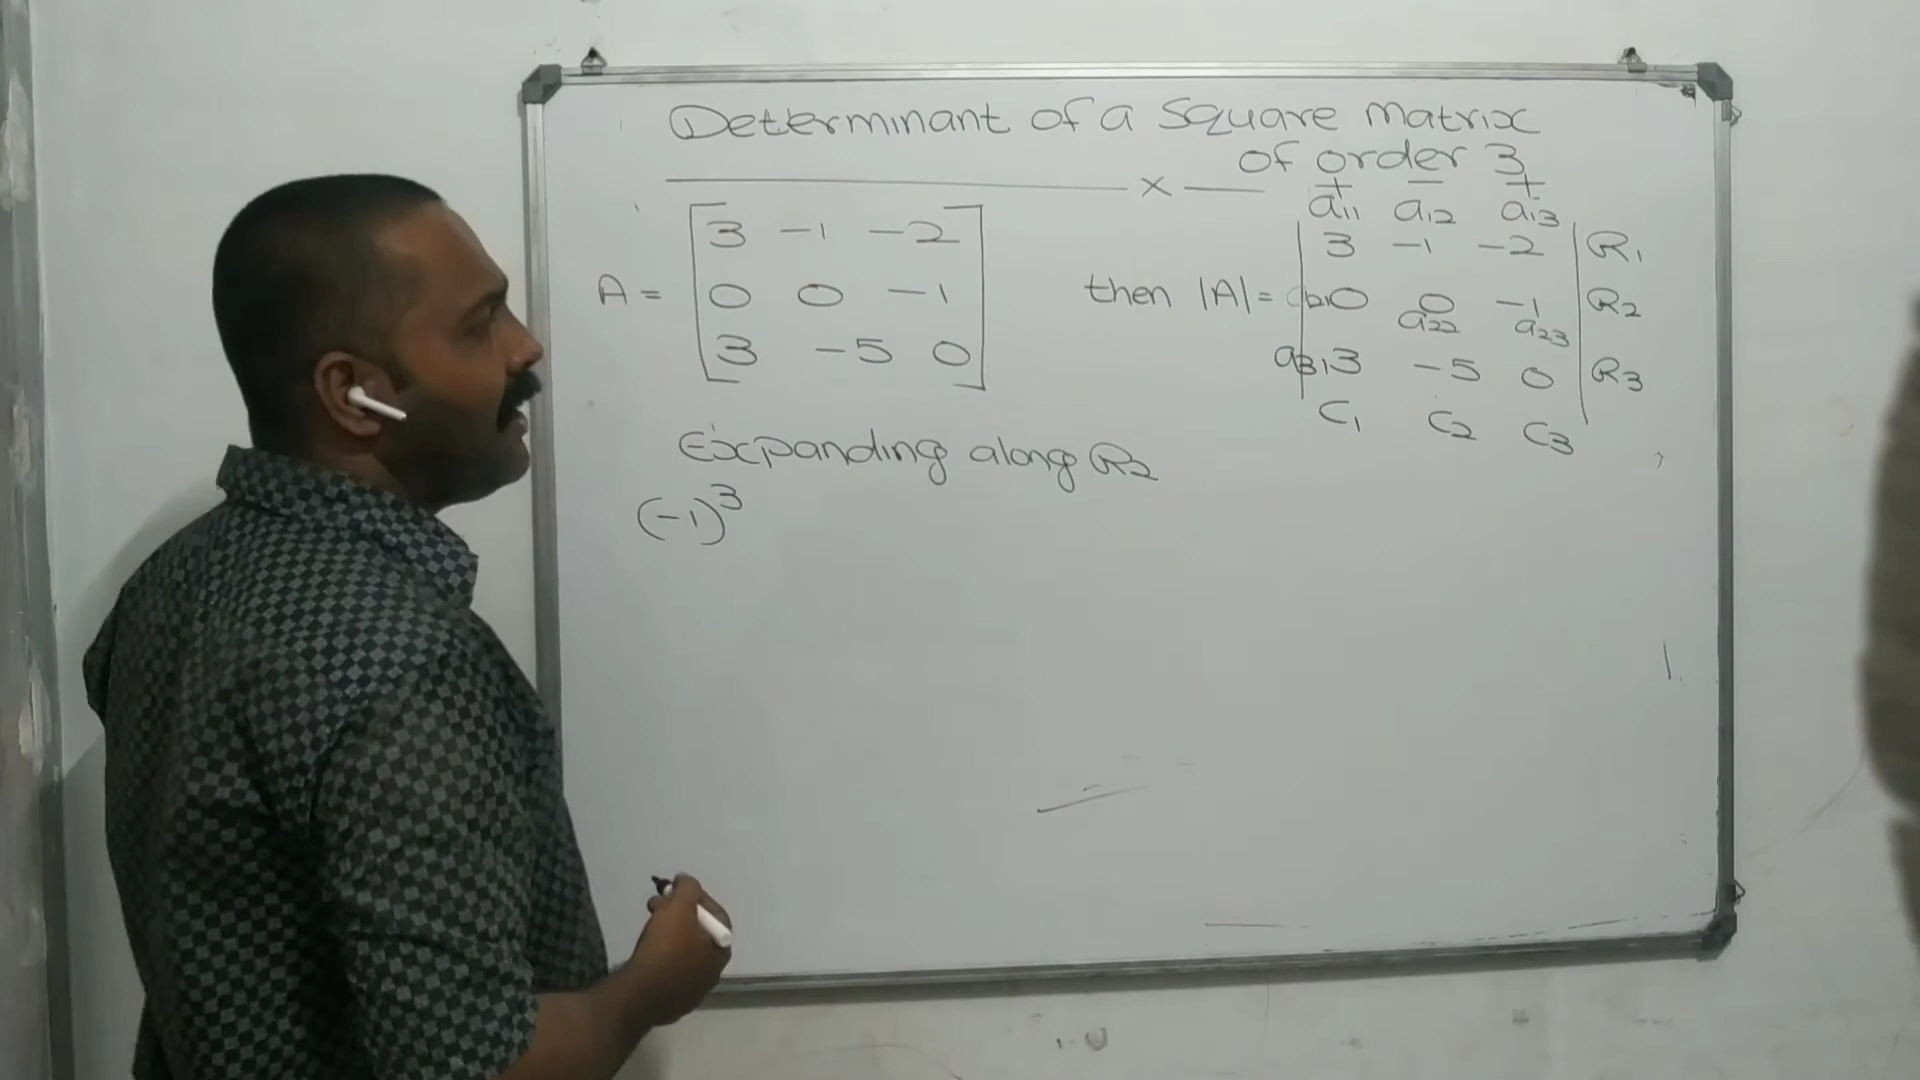 Determinant of a square matrix
of order 3
+ − +
a11 a12 a13
A = [ 3 -1 -2
0 0 -1
3 -5 0 ]
then |A| = | 3 -1 -2 | R1
a21 0 0 -1 R2
a22 a23
a31 3 -5 0 R3
C1 C2 C3
Expanding along R2
(-1)^3